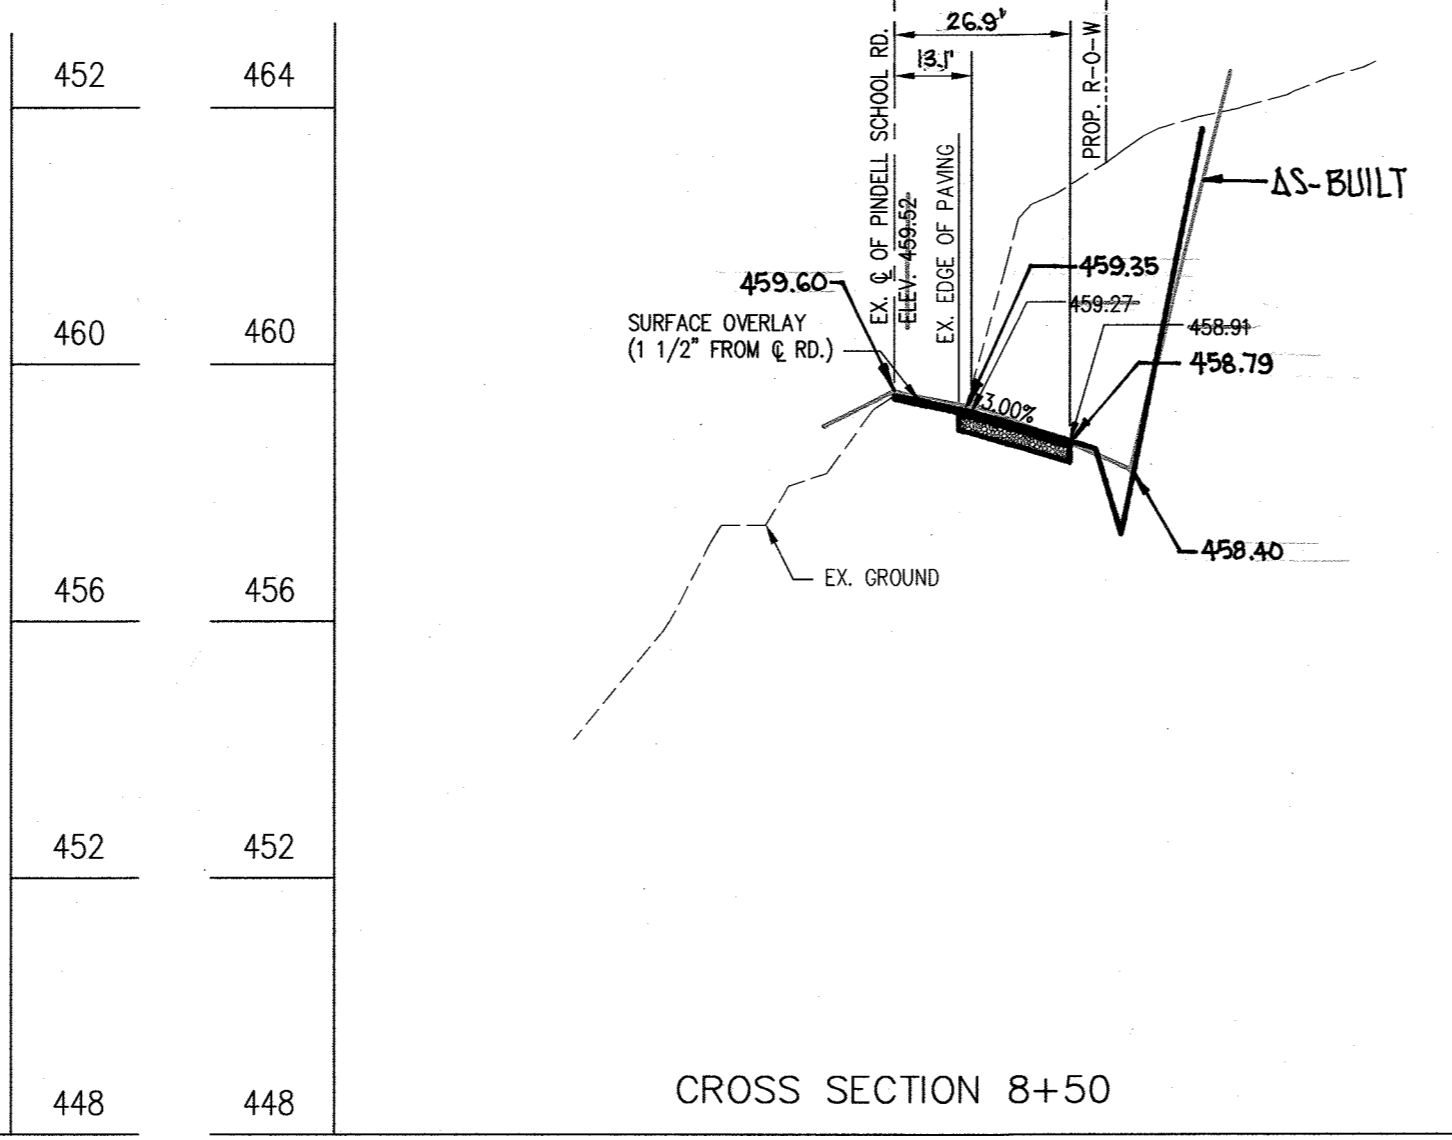 26.9'
13.1'
452
464
EX. ℄ OF PINDELL SCHOOL RD.
ELEV. 459.52
EX. EDGE OF PAVING
PROP. R-O-W
AS-BUILT
459.60
459.35
459.27
458.91
458.79
SURFACE OVERLAY
(1 1/2" FROM ℄ RD.)
460
460
3.00%
458.40
EX. GROUND
456
456
452
452
448
448
CROSS SECTION 8+50